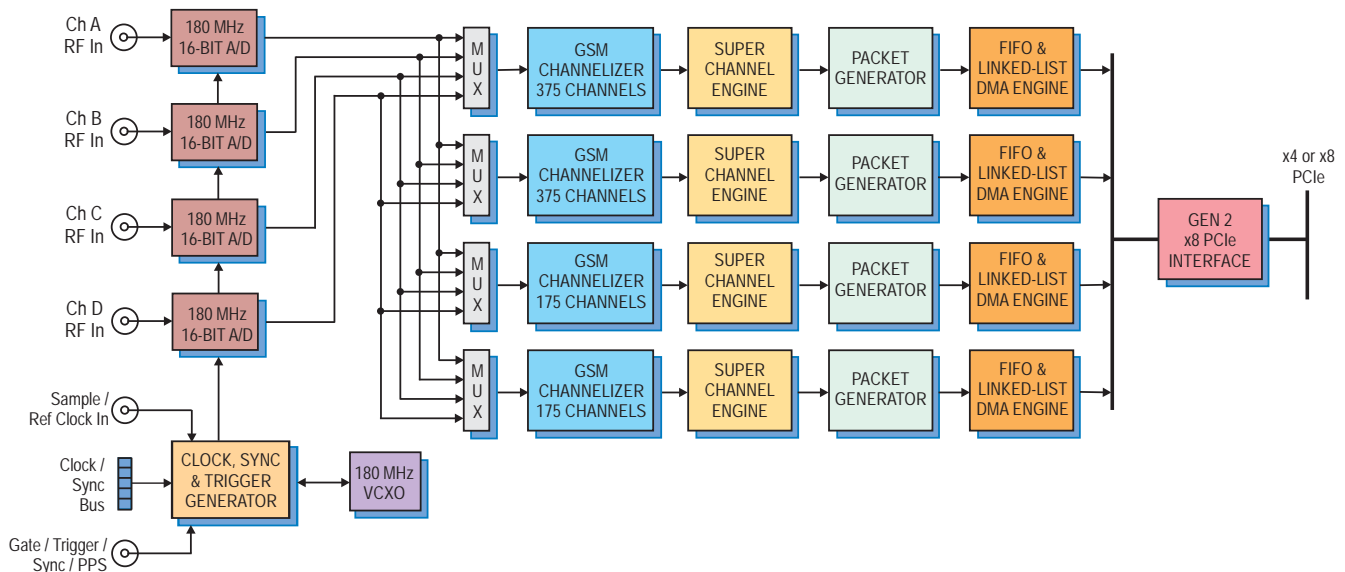 Ch A
RF In
180 MHz
16-BIT A/D
M
U
X
GSM
CHANNELIZER
375 CHANNELS
SUPER
CHANNEL
ENGINE
PACKET
GENERATOR
FIFO &
LINKED-LIST
DMA ENGINE
Ch B
RF In
180 MHz
16-BIT A/D
M
U
X
GSM
CHANNELIZER
375 CHANNELS
SUPER
CHANNEL
ENGINE
PACKET
GENERATOR
FIFO &
LINKED-LIST
DMA ENGINE
x4 or x8
PCIe
Ch C
RF In
180 MHz
16-BIT A/D
GEN 2
x8 PCIe
INTERFACE
M
U
X
GSM
CHANNELIZER
175 CHANNELS
SUPER
CHANNEL
ENGINE
PACKET
GENERATOR
FIFO &
LINKED-LIST
DMA ENGINE
Ch D
RF In
180 MHz
16-BIT A/D
M
U
X
GSM
CHANNELIZER
175 CHANNELS
SUPER
CHANNEL
ENGINE
PACKET
GENERATOR
FIFO &
LINKED-LIST
DMA ENGINE
Sample /
Ref Clock In
Clock /
Sync
Bus
CLOCK, SYNC
& TRIGGER
GENERATOR
180 MHz
VCXO
Gate / Trigger /
Sync / PPS